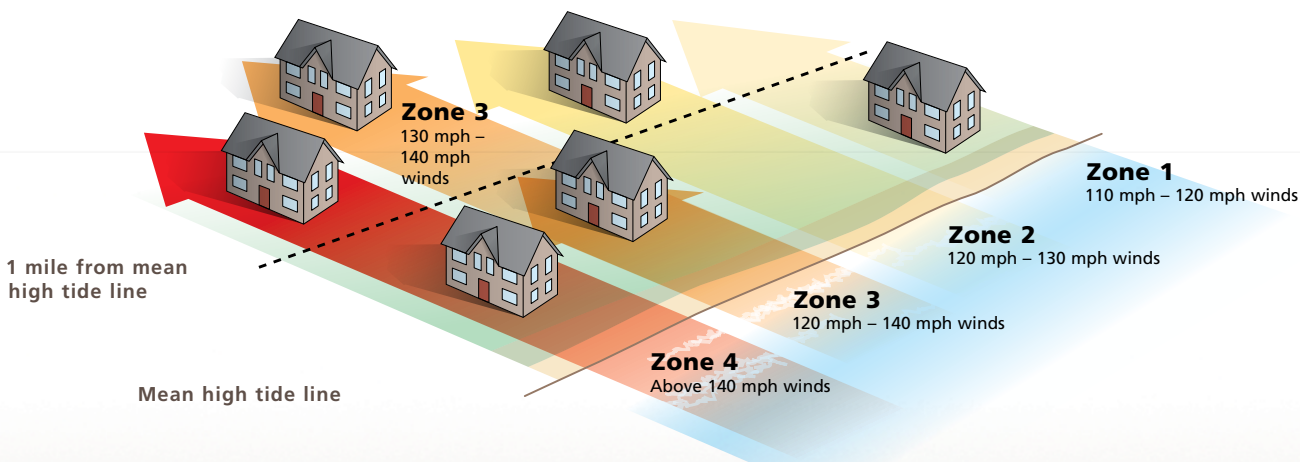 Zone 3
130 mph –
140 mph
winds
Zone 1
110 mph – 120 mph winds
Zone 2
120 mph – 130 mph winds
1 mile from mean
high tide line
Zone 3
120 mph – 140 mph winds
Zone 4
Above 140 mph winds
Mean high tide line